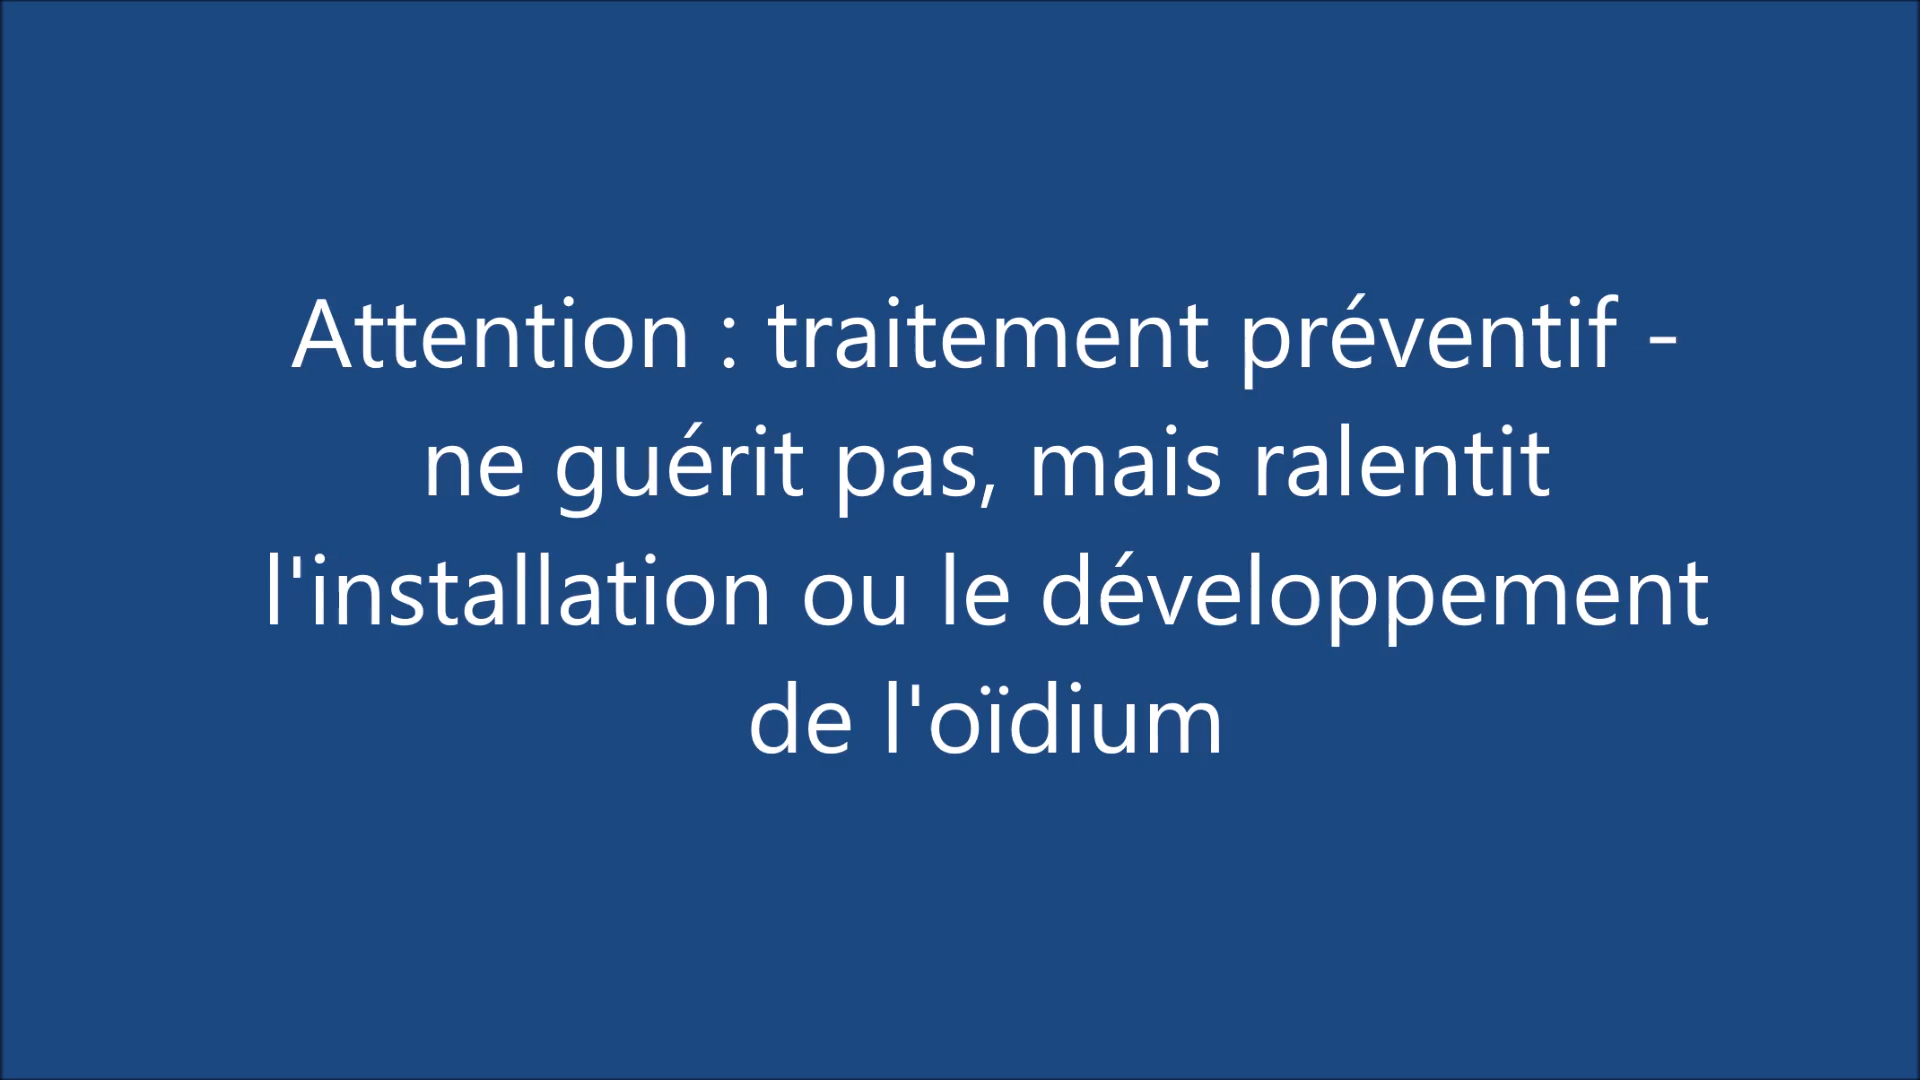 Attention : traitement préventif -
ne guérit pas, mais ralentit
l'installation ou le développement
de l'oïdium